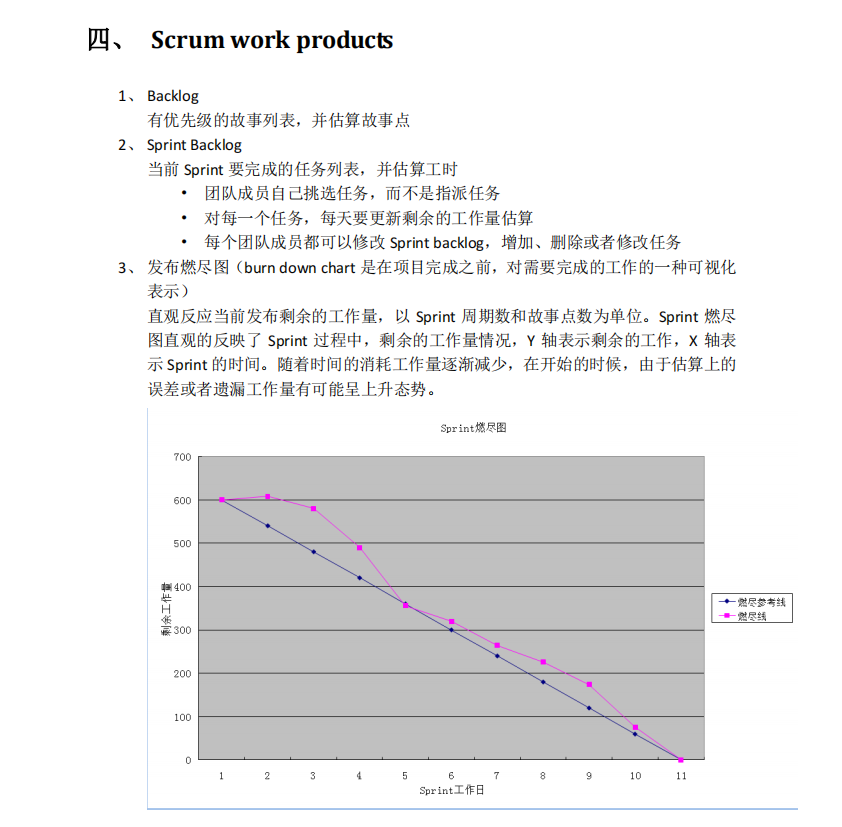 四、 Scrum work products
1、 Backlog
有优先级的故事列表，并估算故事点
2、 Sprint Backlog
当前 Sprint 要完成的任务列表，并估算工时
• 团队成员自己挑选任务，而不是指派任务
• 对每一个任务，每天要更新剩余的工作量估算
• 每个团队成员都可以修改 Sprint backlog，增加、删除或者修改任务
3、 发布燃尽图（burn down chart 是在项目完成之前，对需要完成的工作的一种可视化
表示）
直观反应当前发布剩余的工作量，以 Sprint 周期数和故事点数为单位。Sprint 燃尽
图直观的反映了 Sprint 过程中，剩余的工作量情况，Y 轴表示剩余的工作，X 轴表
示 Sprint 的时间。随着时间的消耗工作量逐渐减少，在开始的时候，由于估算上的
误差或者遗漏工作量有可能呈上升态势。
Sprint燃尽图
700
600
500
400
300
200
100
0
剩余工作量
1 2 3 4 5 6 7 8 9 10 11
Sprint工作日
燃尽参考线
燃尽线